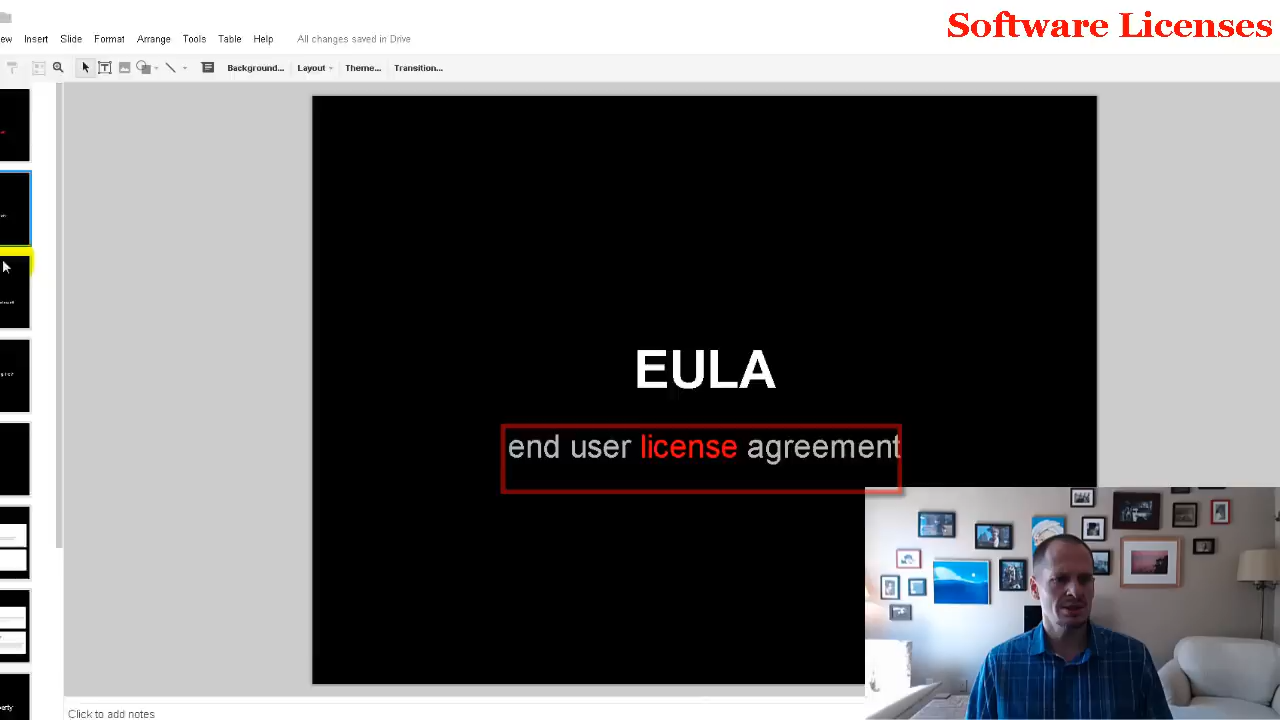 Software Licenses
Insert Slide Format Arrange Tools Table Help All changes saved in Drive
Background... Layout Theme... Transition...
EULA
end user license agreement
Click to add notes